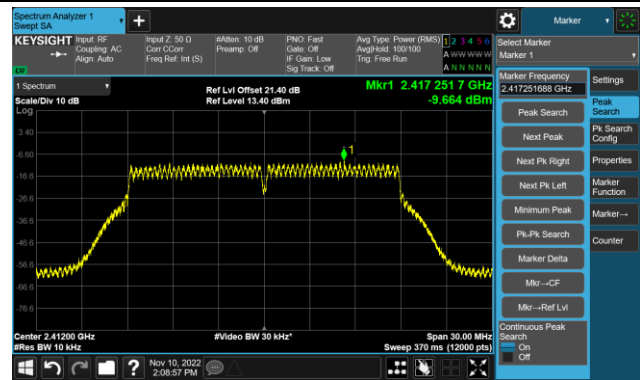 Spectrum Analyzer 1
Swept SA
Marker
KEYSIGHT
Input: RF
Coupling: AC
Align: Auto
Input Z: 50 Ω
Corr CCorr
Freq Ref: Int (S)
#Atten: 10 dB
Preamp: Off
PNO: Fast
Gate: Off
IF Gain: Low
Sig Track: Off
Avg Type: Power (RMS)
Avg|Hold: 100/100
Trig: Free Run
1 2 3 4 5 6
A W W W W W
A N N N N N
LXI
Select Marker
Marker 1
1 Spectrum
Scale/Div 10 dB
Log
Ref Lvl Offset 21.40 dB
Ref Level 13.40 dBm
Mkr1 2.417 251 7 GHz
-9.664 dBm
3.40
-6.60
-16.6
-26.6
-36.6
-46.6
-56.6
-66.6
-76.6
1
Center 2.41200 GHz
#Res BW 10 kHz
#Video BW 30 kHz*
Span 30.00 MHz
Sweep 370 ms (12000 pts)
Marker Frequency
2.417251688 GHz
Peak Search
Next Peak
Next Pk Right
Next Pk Left
Minimum Peak
Pk-Pk Search
Marker Delta
Mkr→CF
Mkr→Ref Lvl
Continuous Peak
Search
On
Off
Settings
Peak
Search
Pk Search
Config
Properties
Marker
Function
Marker→
Counter
?
Nov 10, 2022
2:08:57 PM